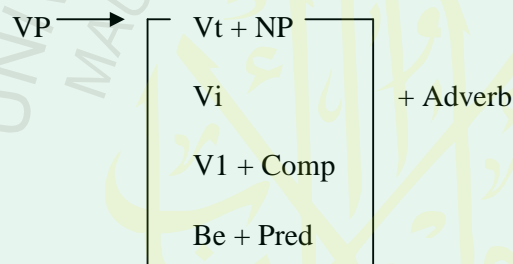 VP Vt + NP
Vi + Adverb
V1 + Comp
Be + Pred